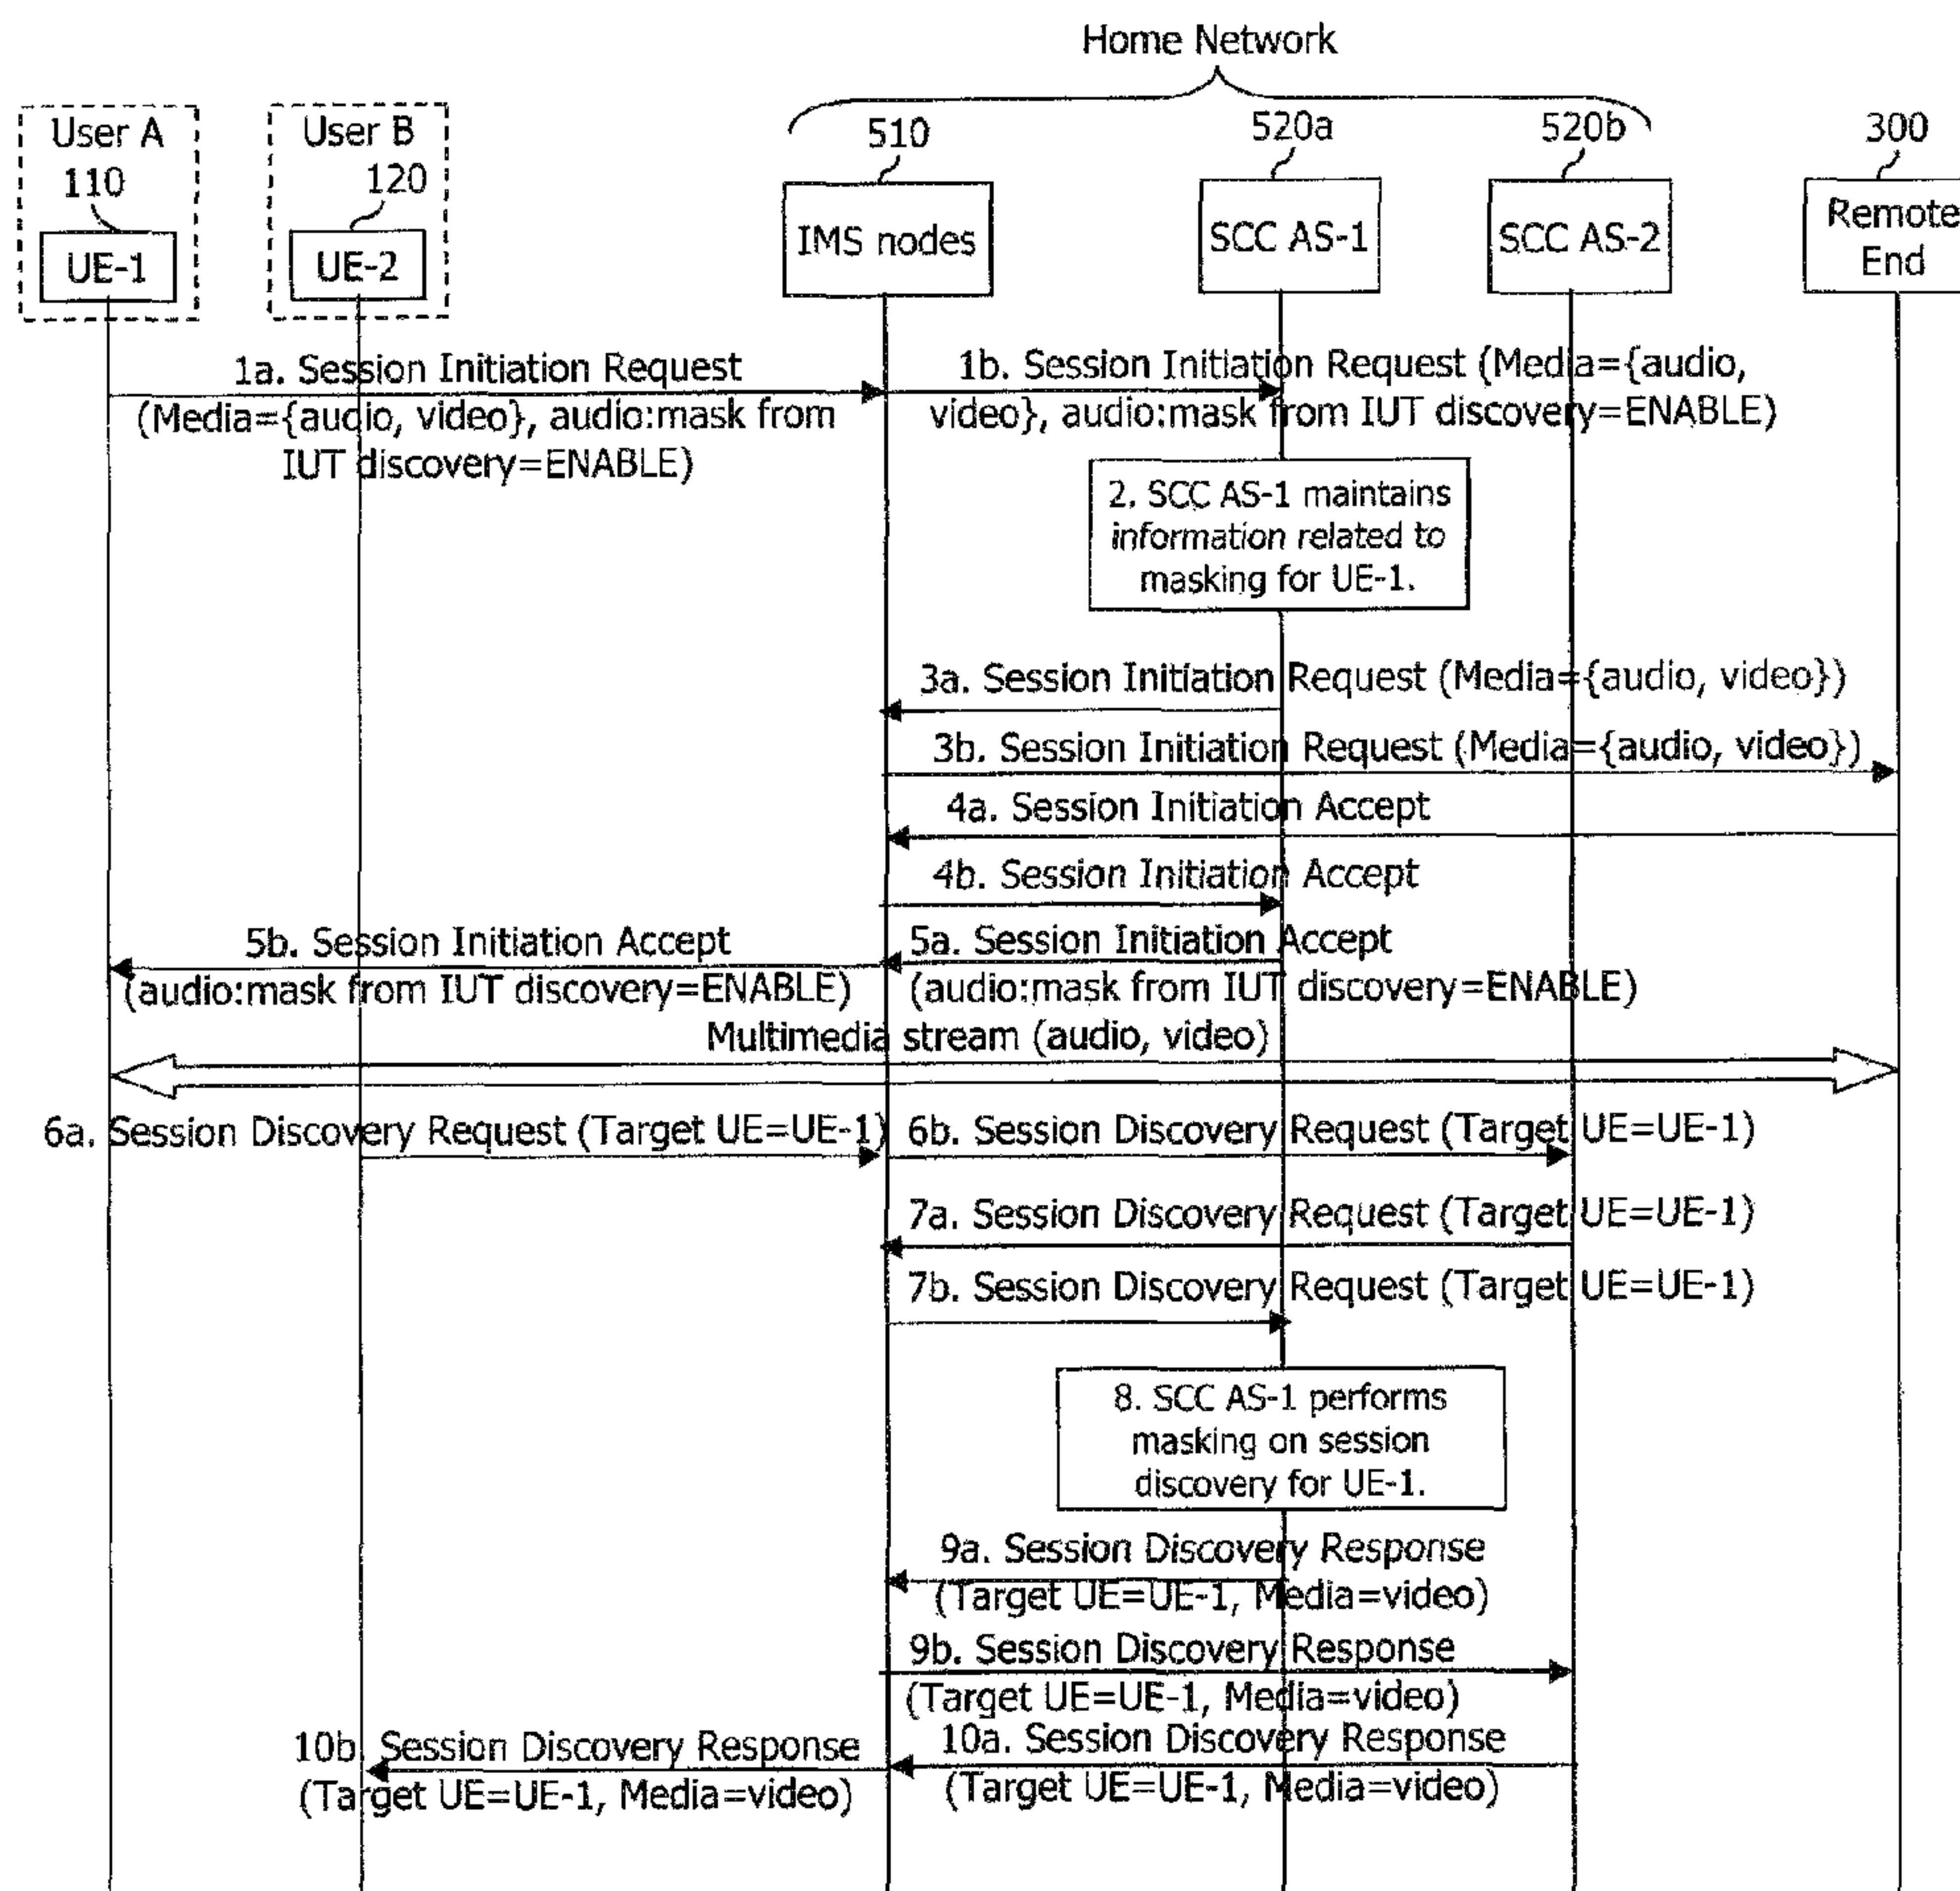 Home Network
User A
110
UE-1
User B
120
UE-2
510
IMS nodes
520a
SCC AS-1
520b
SCC AS-2
300
Remote
End
1a. Session Initiation Request
(Media={audio, video}, audio:mask from
IUT discovery=ENABLE)
1b. Session Initiation Request (Media={audio,
video}, audio:mask from IUT discovery=ENABLE)
2. SCC AS-1 maintains
information related to
masking for UE-1.
3a. Session Initiation Request (Media={audio, video})
3b. Session Initiation Request (Media={audio, video})
4a. Session Initiation Accept
4b. Session Initiation Accept
5b. Session Initiation Accept
(audio:mask from IUT discovery=ENABLE)
5a. Session Initiation Accept
(audio:mask from IUT discovery=ENABLE)
Multimedia stream (audio, video)
6a. Session Discovery Request (Target UE=UE-1)
6b. Session Discovery Request (Target UE=UE-1)
7a. Session Discovery Request (Target UE=UE-1)
7b. Session Discovery Request (Target UE=UE-1)
8. SCC AS-1 performs
masking on session
discovery for UE-1.
9a. Session Discovery Response
(Target UE=UE-1, Media=video)
9b. Session Discovery Response
(Target UE=UE-1, Media=video)
10b. Session Discovery Response
(Target UE=UE-1, Media=video)
10a. Session Discovery Response
(Target UE=UE-1, Media=video)